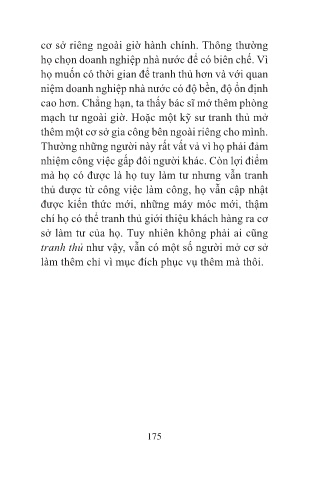 cơ sở riêng ngoài giờ hành chính. Thông thường
họ chọn doanh nghiệp nhà nước để có biên chế. Vì
họ muốn có thời gian để tranh thủ hơn và với quan
niệm doanh nghiệp nhà nước có độ bền, độ ổn định
cao hơn. Chẳng hạn, ta thấy bác sĩ mở thêm phòng
mạch tư ngoài giờ. Hoặc một kỹ sư tranh thủ mở
thêm một cơ sở gia công bên ngoài riêng cho mình.
Thường những người này rất vất vả vì họ phải đảm
nhiệm công việc gấp đôi người khác. Còn lợi điểm
mà họ có được là họ tuy làm tư nhưng vẫn tranh
thủ được từ công việc làm công, họ vẫn cập nhật
được kiến thức mới, những máy móc mới, thậm
chí họ có thể tranh thủ giới thiệu khách hàng ra cơ
sở làm tư của họ. Tuy nhiên không phải ai cũng
tranh thủ như vậy, vẫn có một số người mở cơ sở
làm thêm chỉ vì mục đích phục vụ thêm mà thôi.
175